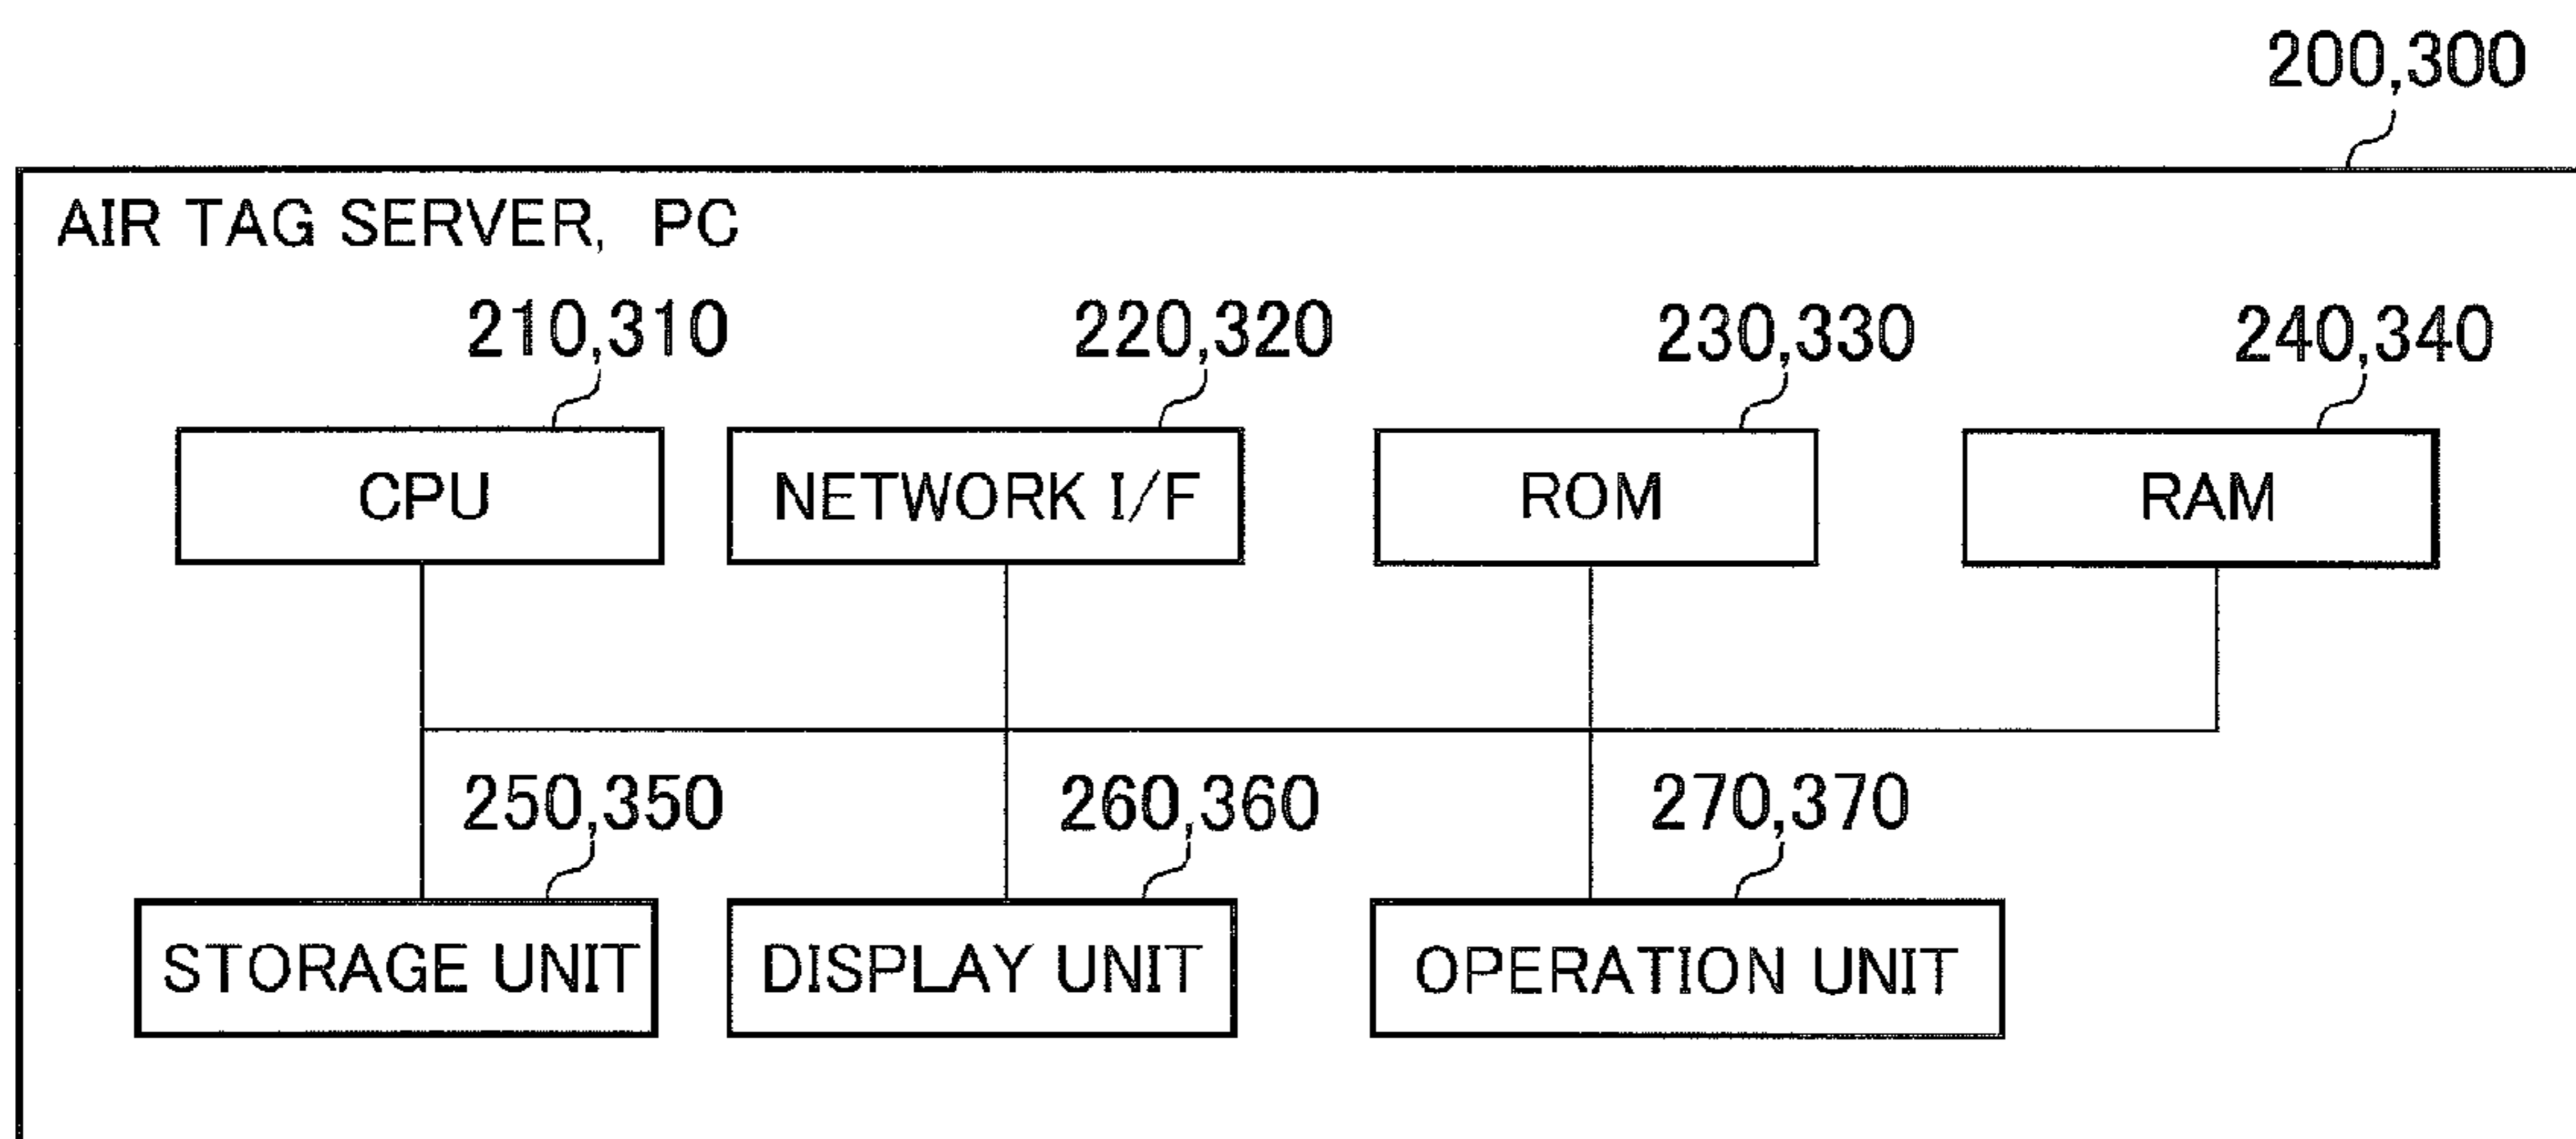 200,300
AIR TAG SERVER, PC
210,310
220,320
230,330
240,340
CPU
NETWORK I/F
ROM
RAM
250,350
260,360
270,370
STORAGE UNIT
DISPLAY UNIT
OPERATION UNIT